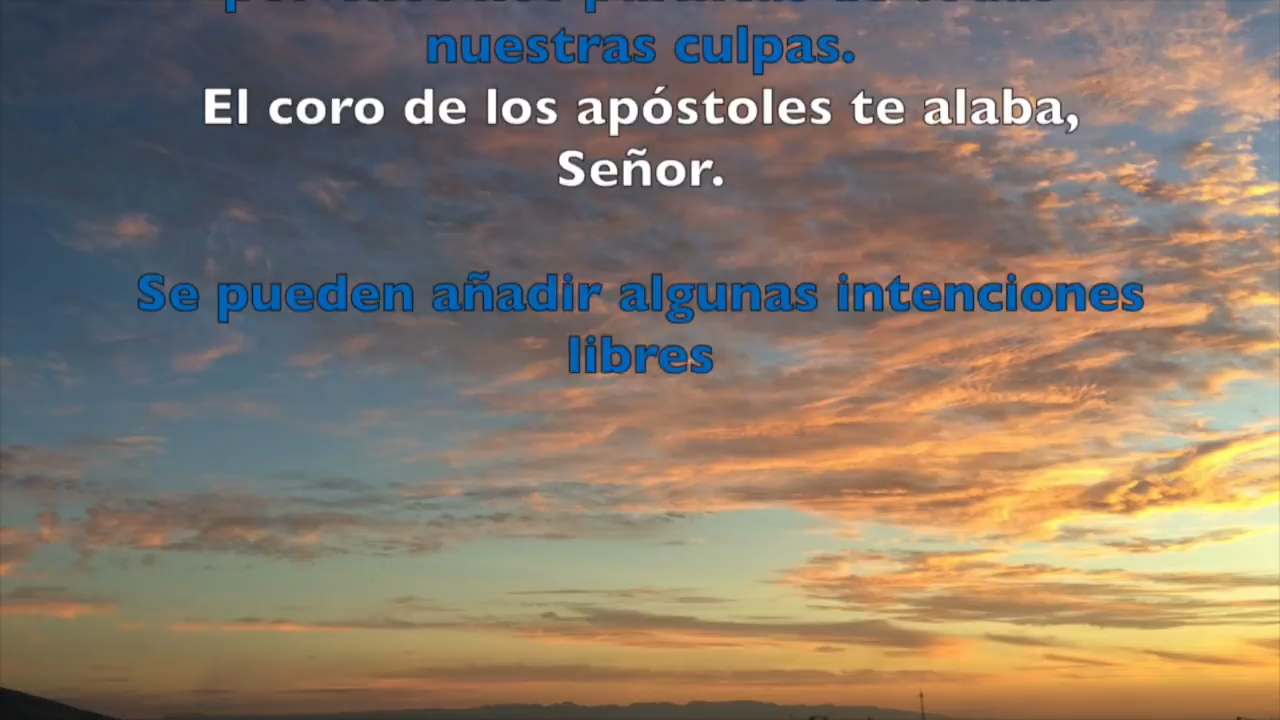 nuestras culpas.
El coro de los apóstoles te alaba,
Señor.
Se pueden añadir algunas intenciones
libres